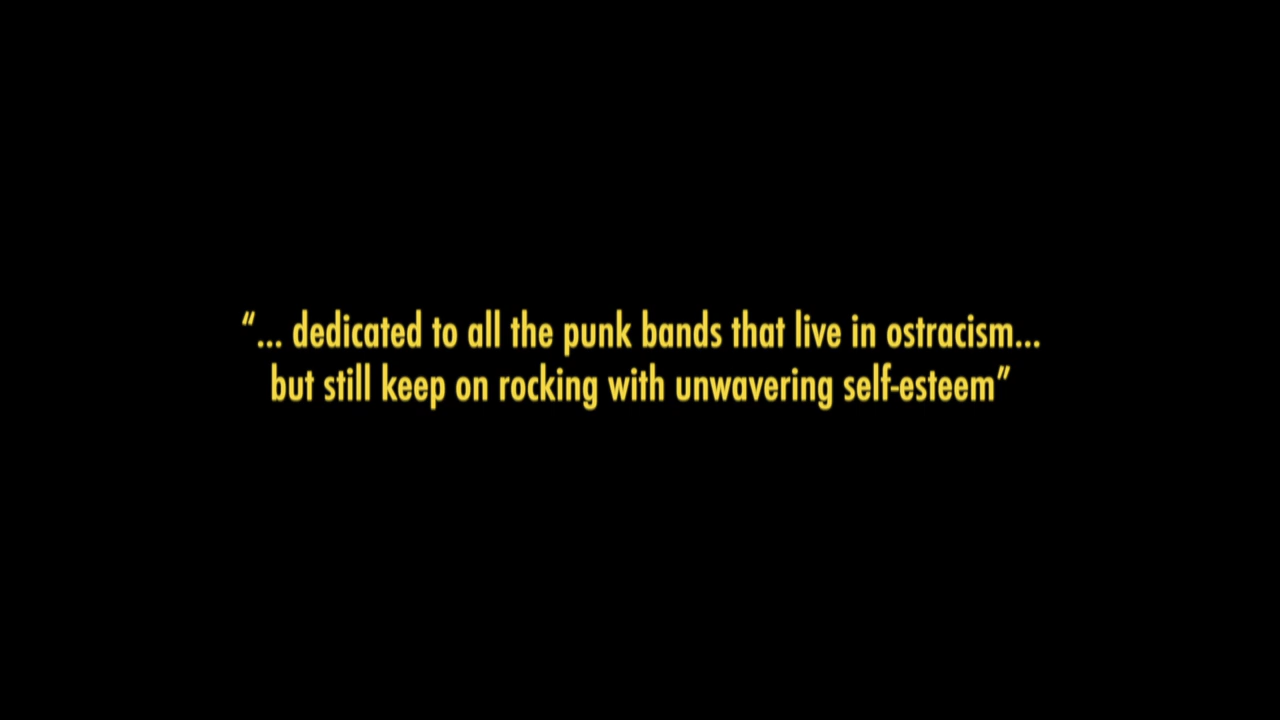 “... dedicated to all the punk bands that live in ostracism...
but still keep on rocking with unwavering self-esteem”